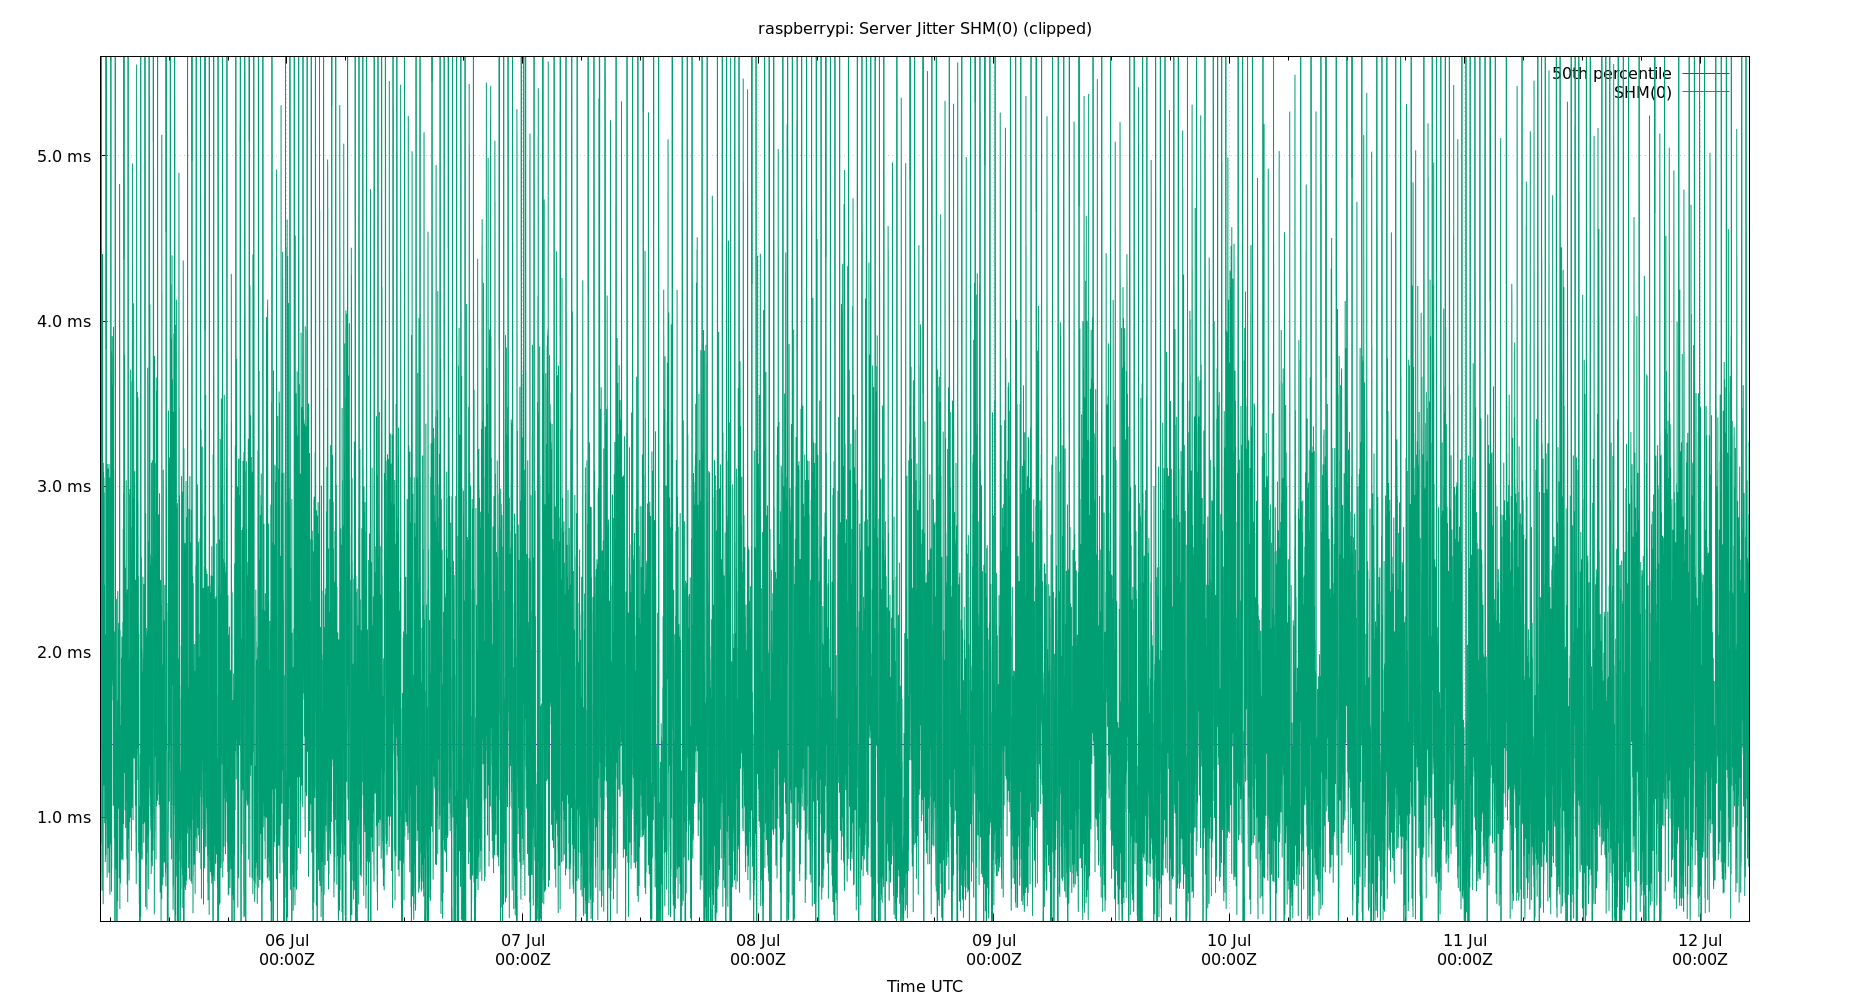 raspberrypi: Server Jitter SHM(0) (clipped)
50th percentile
SHM(0)
5.0 ms
4.0 ms
3.0 ms
2.0 ms
1.0 ms
06 Jul 07 Jul 08 Jul 09 Jul 10 Jul 11 Jul 12 Jul
00:00Z 00:00Z 00:00Z 00:00Z 00:00Z 00:00Z 00:00Z
Time UTC